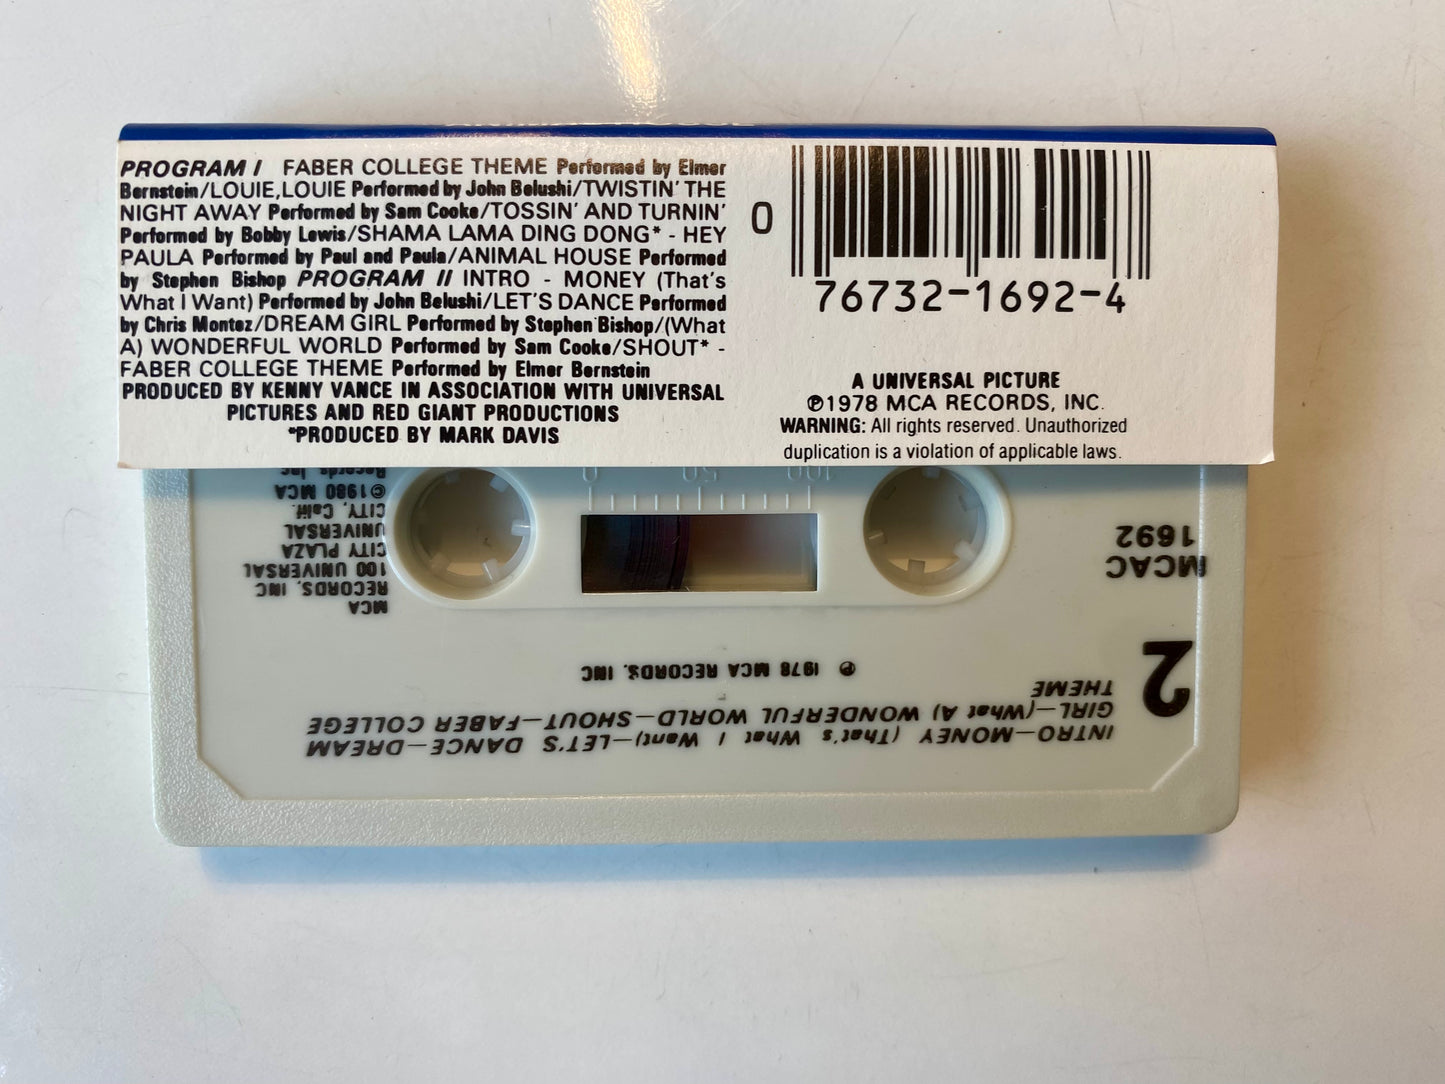 PROGRAM I FABER COLLEGE THEME Performed by Elmer
Bernstein/LOUIE, LOUIE Performed by John Belushi/TWISTIN' THE
NIGHT AWAY Performed by Sam Cooke/TOSSIN' AND TURNIN'
Performed by Bobby Lewis/SHAMA LAMA DING DONG* - HEY
PAULA Performed by Paul and Paula/ANIMAL HOUSE Performed
by Stephen Bishop PROGRAM II INTRO - MONEY (That's
What I Want) Performed by John Belushi/LET'S DANCE Performed
by Chris Montez/DREAM GIRL Performed by Stephen Bishop/(What
A) WONDERFUL WORLD Performed by Sam Cooke/SHOUT* -
FABER COLLEGE THEME Performed by Elmer Bernstein
PRODUCED BY KENNY VANCE IN ASSOCIATION WITH UNIVERSAL
PICTURES AND RED GIANT PRODUCTIONS
*PRODUCED BY MARK DAVIS
0
76732-1692-4
A UNIVERSAL PICTURE
℗1978 MCA RECORDS, INC.
WARNING: All rights reserved. Unauthorized
duplication is a violation of applicable laws.
INTRO—MONEY (That's What I Want)—LET'S DANCE—DREAM
GIRL—(What A) WONDERFUL WORLD—SHOUT—FABER COLLEGE
THEME
2
℗ 1978 MCA RECORDS, INC
MCAC
1692
MCA
RECORDS, INC
100 UNIVERSAL
CITY PLAZA
UNIVERSAL
CITY, Calif.
©1980 MCA
Records, Inc
100
50
0